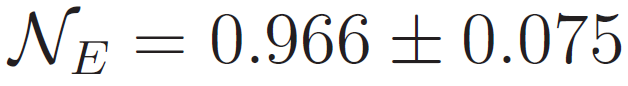 𝒩_E = 0.966 ± 0.075